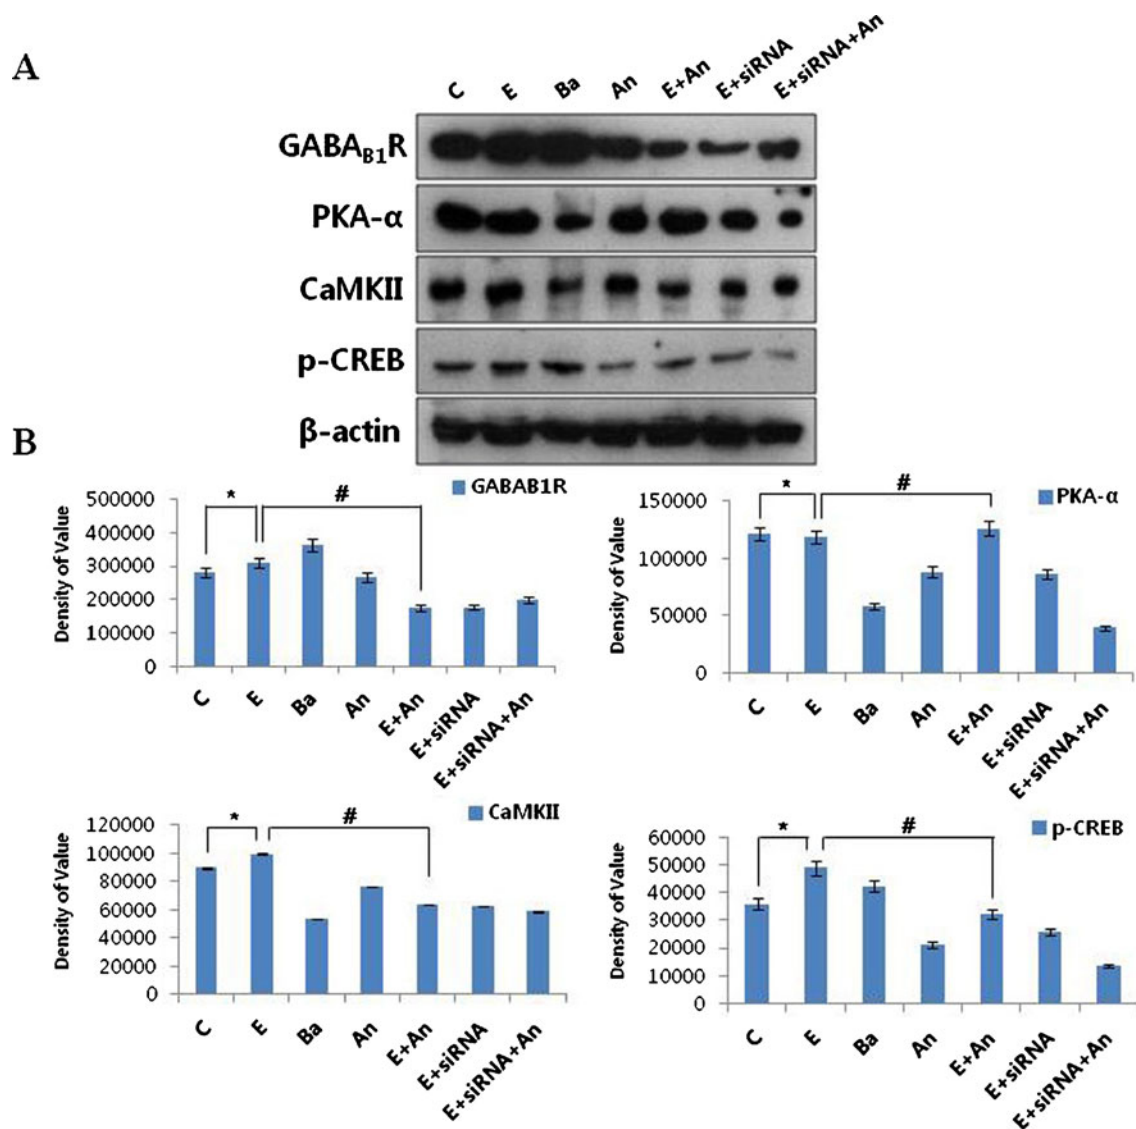 A
C E Ba An E+An E+siRNA E+siRNA+An
GABAB1R
PKA-α
CaMKII
p-CREB
β-actin
B
GABAB1R
* #
Density of Value
500000
400000
300000
200000
100000
0
C E Ba An E+An E+siRNA E+siRNA+An
PKA-α
* #
Density of Value
150000
100000
50000
0
C E Ba An E+An E+siRNA E+siRNA+An
CaMKII
* #
Density of Value
120000
100000
80000
60000
40000
20000
0
C E Ba An E+An E+siRNA E+siRNA+An
p-CREB
* #
Density of Value
60000
50000
40000
30000
20000
10000
0
C E Ba An E+An E+siRNA E+siRNA+An